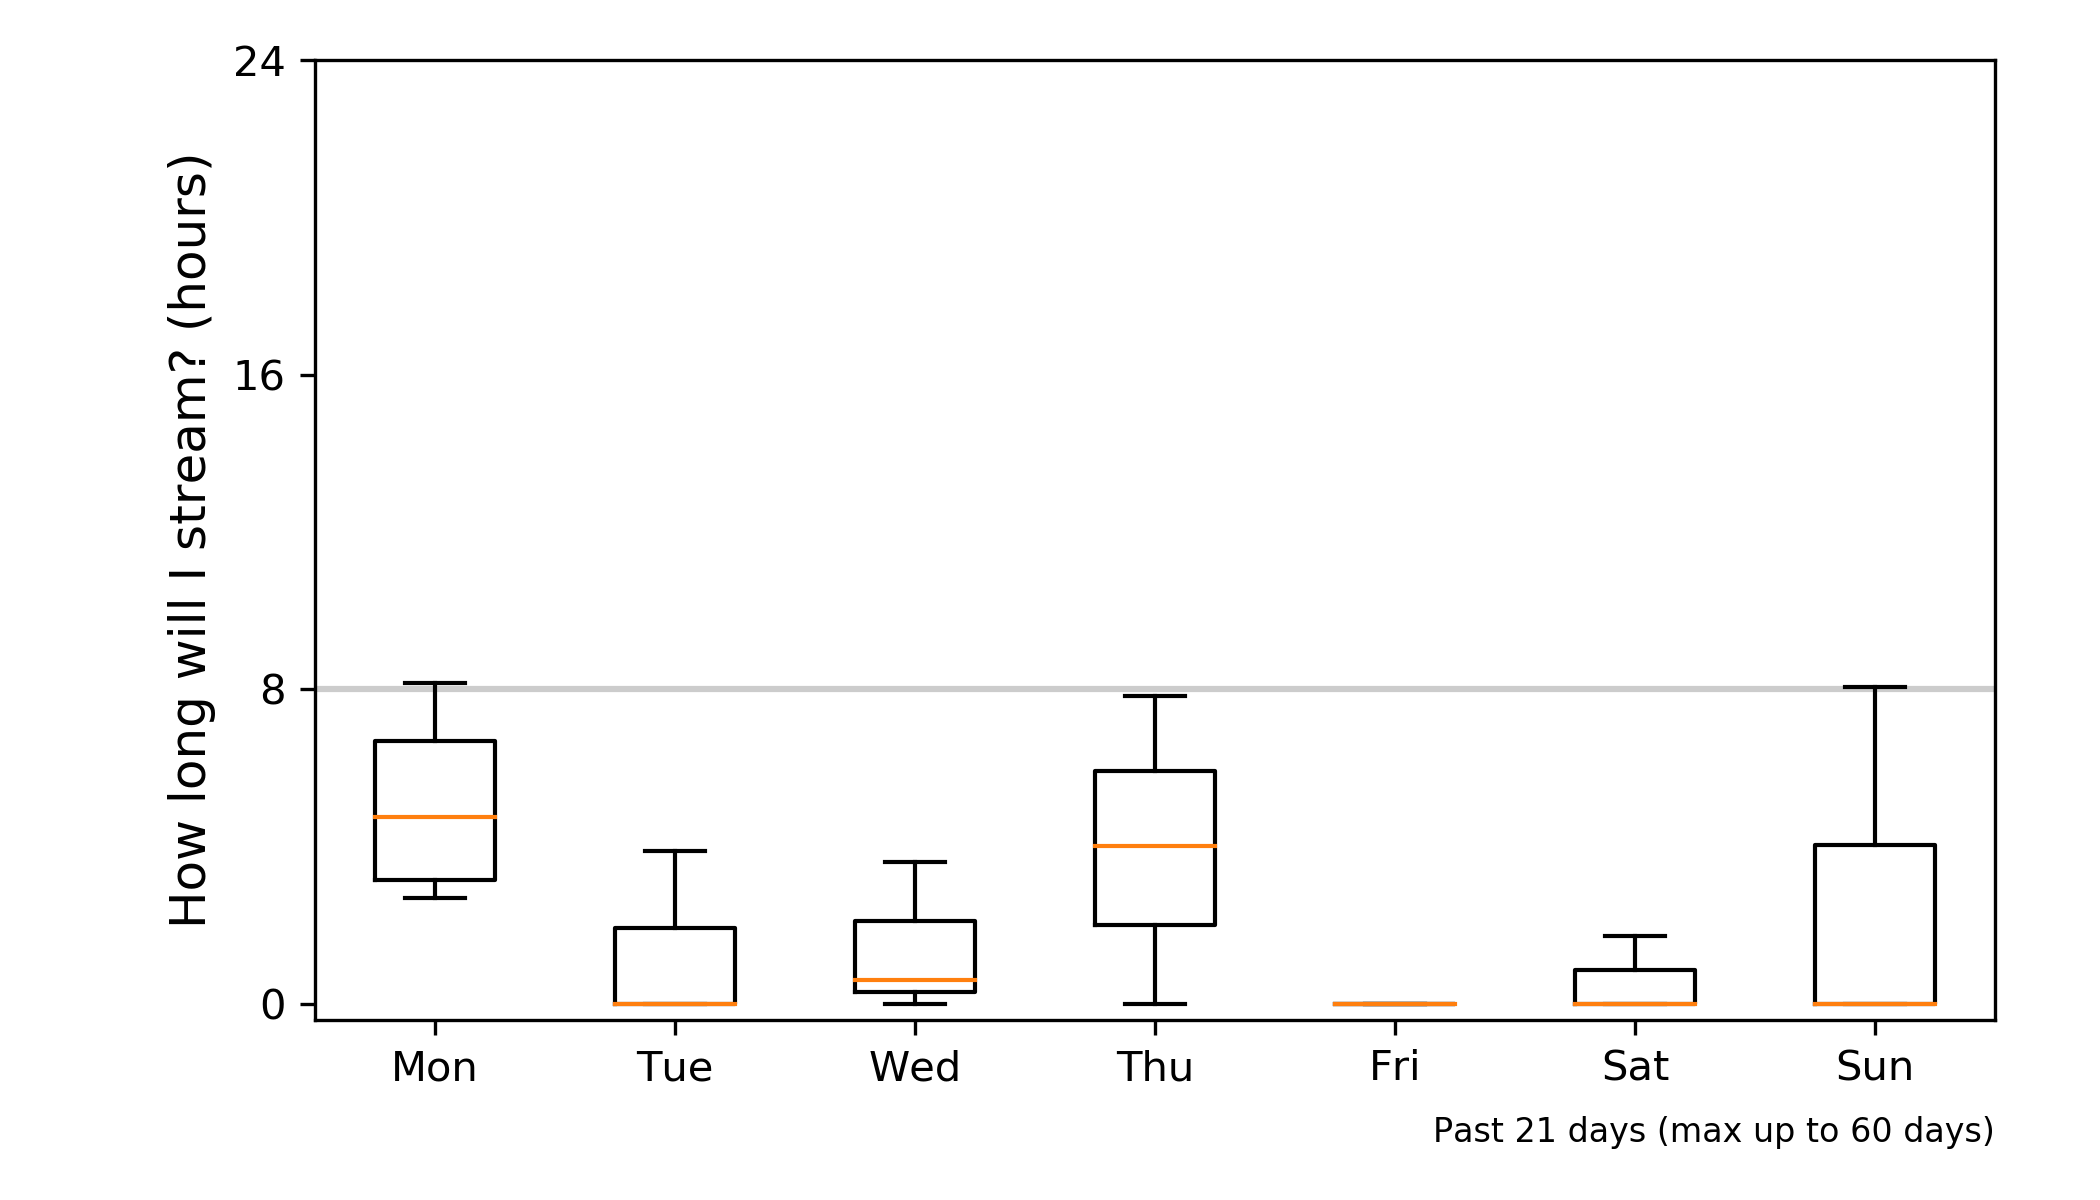 How long will I stream? (hours)
24
16
8
0
Mon Tue Wed Thu Fri Sat Sun
Past 21 days (max up to 60 days)